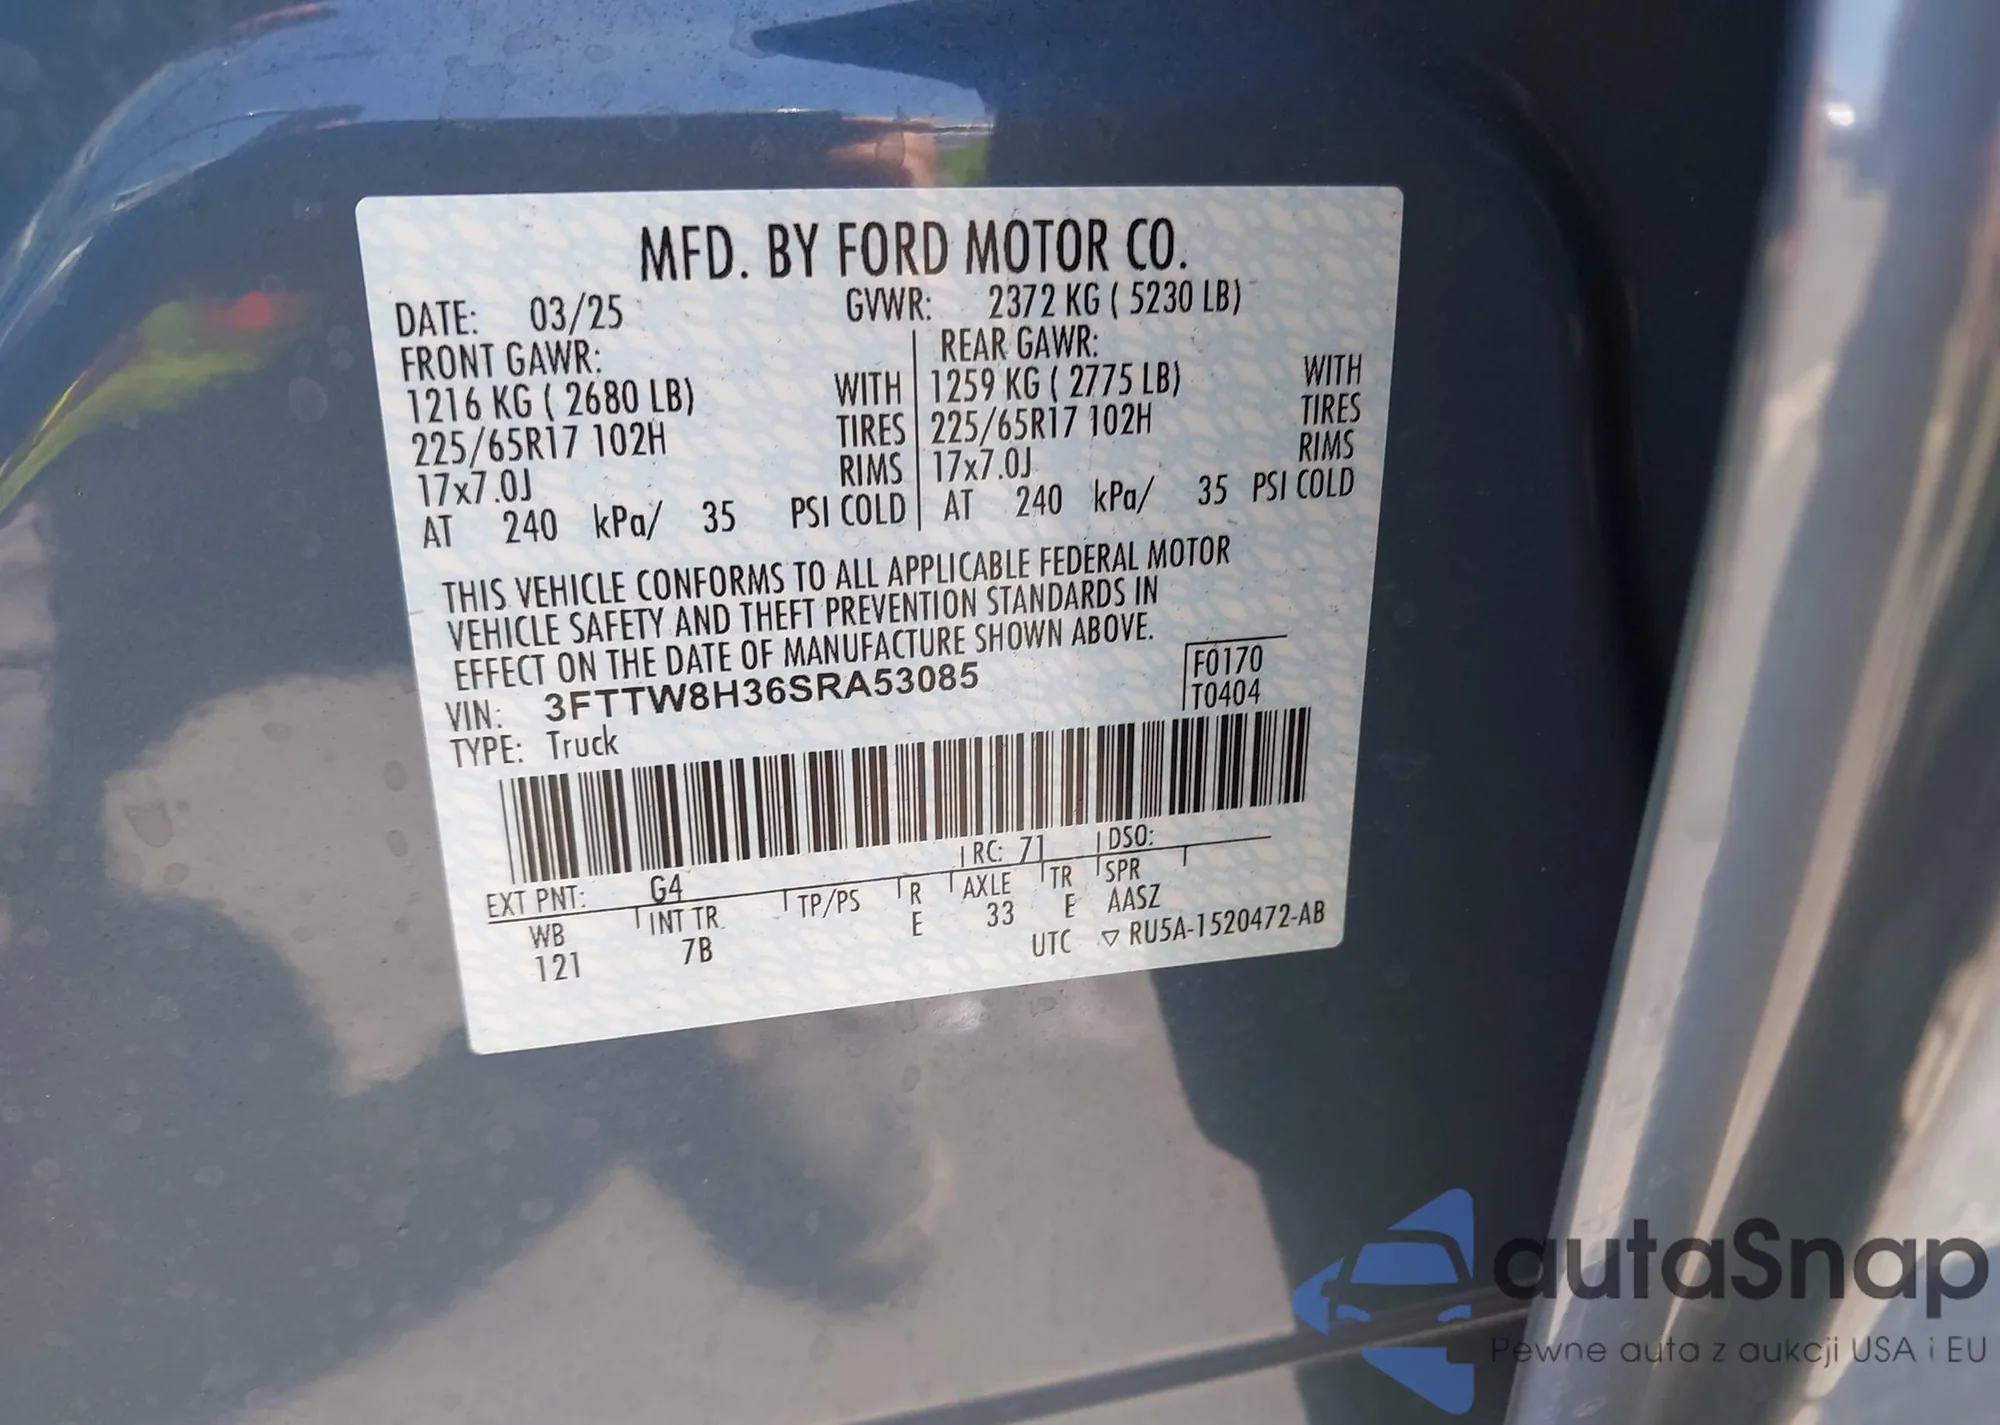 MFD. BY FORD MOTOR CO.
DATE: 03/25 GVWR: 2372 KG ( 5230 LB)
FRONT GAWR: REAR GAWR:
1216 KG ( 2680 LB) WITH 1259 KG ( 2775 LB) WITH
225/65R17 102H TIRES 225/65R17 102H TIRES
17x7.0J RIMS 17x7.0J RIMS
AT 240 kPa/ 35 PSI COLD AT 240 kPa/ 35 PSI COLD
THIS VEHICLE CONFORMS TO ALL APPLICABLE FEDERAL MOTOR
VEHICLE SAFETY AND THEFT PREVENTION STANDARDS IN
EFFECT ON THE DATE OF MANUFACTURE SHOWN ABOVE.
VIN: 3FTTW8H36SRA53085 F0170
TYPE: Truck T0404
RC: 71 DSO:
EXT PNT: G4
WB INT TR TP/PS R AXLE TR SPR
121 7B E 33 E AASZ
UTC ▽ RU5A-1520472-AB
autaSnap
Pewne auta z aukcji USA i EU